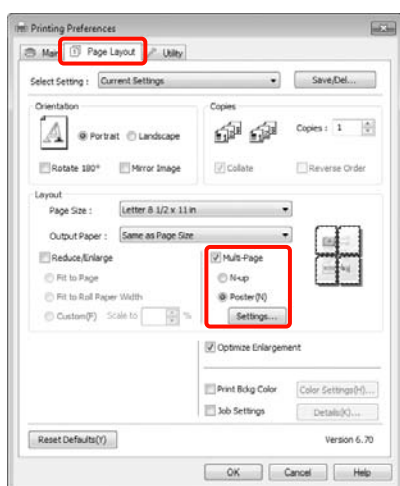 Printing Preferences
Main Page Layout Utility
Select Setting : Current Settings Save/Del...
Orientation Copies
Portrait Landscape Copies : 1
Rotate 180° Mirror Image Collate Reverse Order
Layout
Page Size : Letter 8 1/2 x 11 in
Output Paper : Same as Page Size
Reduce/Enlarge Multi-Page
Fit to Page N-up
Fit to Roll Paper Width Poster(N)
Custom(F) Scale to % Settings...
Optimize Enlargement
Print Bckg Color Color Settings(H)...
Job Settings Details(K)...
Reset Defaults(Y) Version 6.70
OK Cancel Help